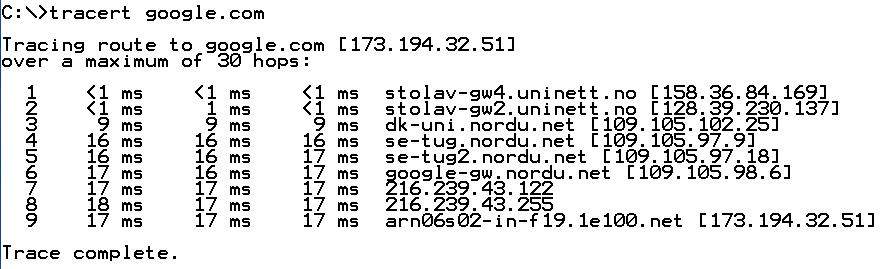 C:\>tracert google.com
Tracing route to google.com [173.194.32.51]
over a maximum of 30 hops:
1 <1 ms <1 ms <1 ms stolav-gw4.uninett.no [158.36.84.169]
2 <1 ms 1 ms <1 ms stolav-gw2.uninett.no [128.39.230.137]
3 9 ms 9 ms 9 ms dk-uni.nordu.net [109.105.102.25]
4 16 ms 16 ms 16 ms se-tug.nordu.net [109.105.97.9]
5 16 ms 16 ms 17 ms se-tug2.nordu.net [109.105.97.18]
6 17 ms 16 ms 17 ms google-gw.nordu.net [109.105.98.6]
7 17 ms 17 ms 17 ms 216.239.43.122
8 18 ms 17 ms 17 ms 216.239.43.255
9 17 ms 17 ms 17 ms arn06s02-in-f19.1e100.net [173.194.32.51]
Trace complete.